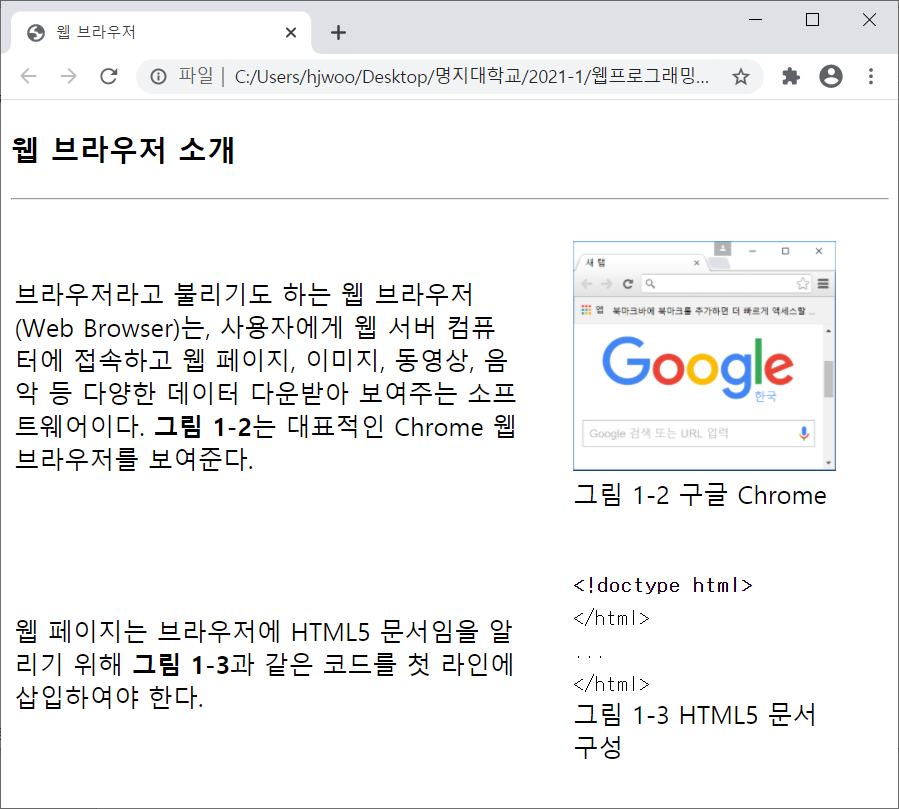 웹 브라우저
파일 | C:/Users/hjwoo/Desktop/명지대학교/2021-1/웹프로그래밍...
웹 브라우저 소개
브라우저라고 불리기도 하는 웹 브라우저
(Web Browser)는, 사용자에게 웹 서버 컴퓨
터에 접속하고 웹 페이지, 이미지, 동영상, 음
악 등 다양한 데이터 다운받아 보여주는 소프
트웨어이다. 그림 1-2는 대표적인 Chrome 웹
브라우저를 보여준다.
새 탭
앱 북마크바에 북마크를 추가하면 더 빠르게 액세스할 ...
Google
한국
Google 검색 또는 URL 입력
그림 1-2 구글 Chrome
웹 페이지는 브라우저에 HTML5 문서임을 알
리기 위해 그림 1-3과 같은 코드를 첫 라인에
삽입하여야 한다.
<!doctype html>
</html>
...
</html>
그림 1-3 HTML5 문서
구성